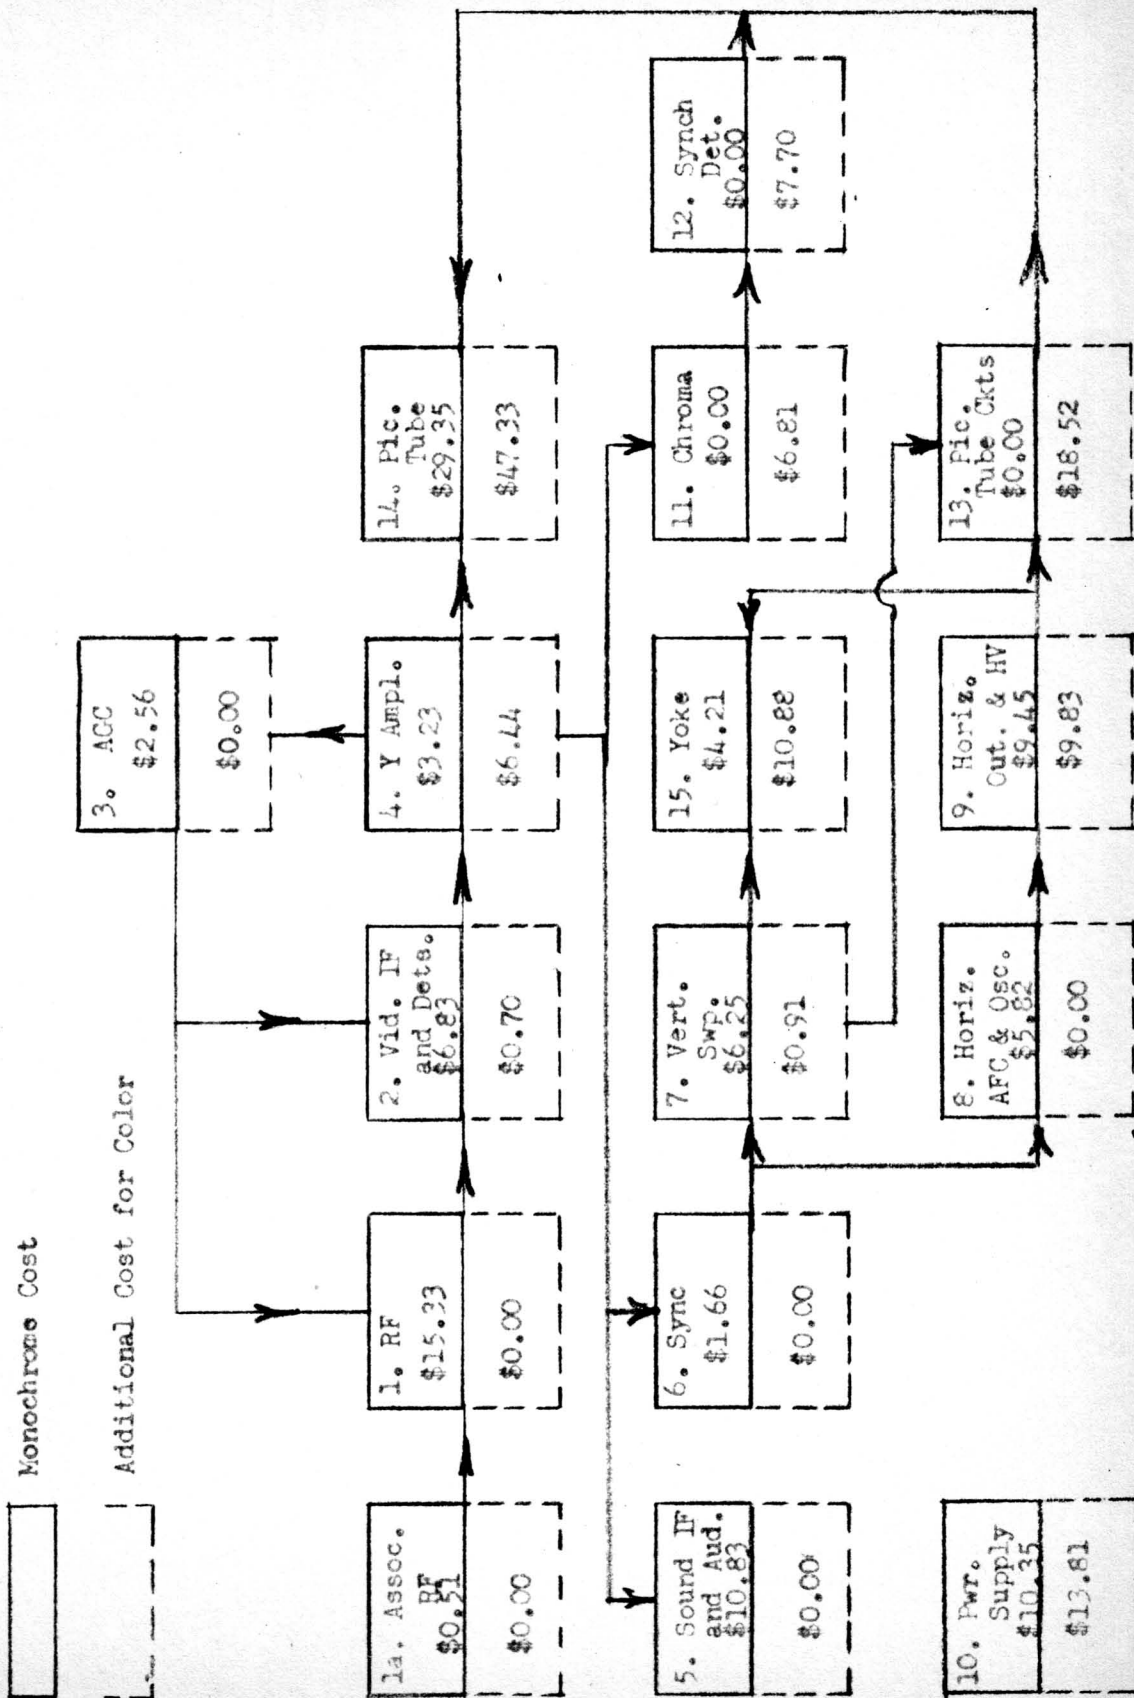 Monochrome Cost
Additional Cost for Color
3. AGC
$2.56
$0.00
1a. Assoc.
RF
$0.51
$0.00
1. RF
$15.33
$0.00
2. Vid. IF
and Dets.
$6.83
$0.70
4. Y Ampl.
$3.23
$6.44
14. Pic.
Tube
$29.35
$47.33
5. Sound IF
and Aud.
$10.83
$0.00
6. Sync
$1.66
$0.00
7. Vert.
Swp.
$6.25
$0.91
15. Yoke
$4.21
$10.88
11. Chroma
$0.00
$6.81
12. Synch
Det.
$0.00
$7.70
10. Pwr.
Supply
$10.35
$13.81
8. Horiz.
AFC & Osc.
$5.82
$0.00
9. Horiz.
Out. & HV
$9.45
$9.83
13. Pic.
Tube Ckts
$0.00
$18.52